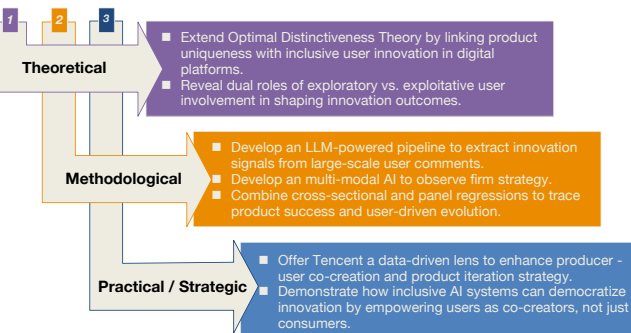 1 2 3
Theoretical
■ Extend Optimal Distinctiveness Theory by linking product
uniqueness with inclusive user innovation in digital
platforms.
■ Reveal dual roles of exploratory vs. exploitative user
involvement in shaping innovation outcomes.
Methodological
■ Develop an LLM-powered pipeline to extract innovation
signals from large-scale user comments.
■ Develop an multi-modal AI to observe firm strategy.
■ Combine cross-sectional and panel regressions to trace
product success and user-driven evolution.
Practical / Strategic
■ Offer Tencent a data-driven lens to enhance producer -
user co-creation and product iteration strategy.
■ Demonstrate how inclusive AI systems can democratize
innovation by empowering users as co-creators, not just
consumers.